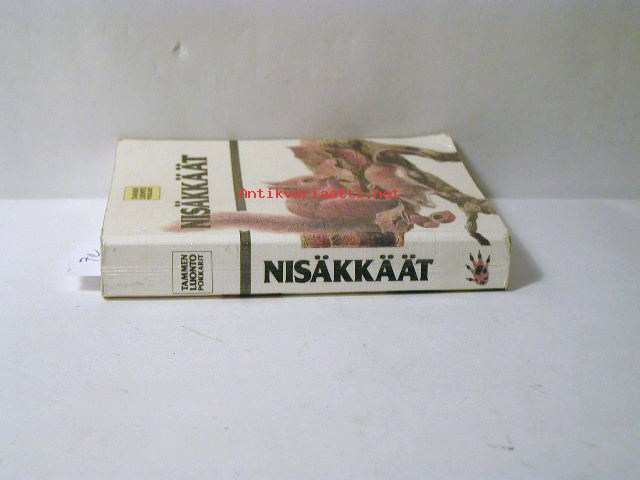 NISÄKKÄÄT
Antikvariaatti.net
TAMMEN
LUONTO
POKKARIT
NISÄKKÄÄT